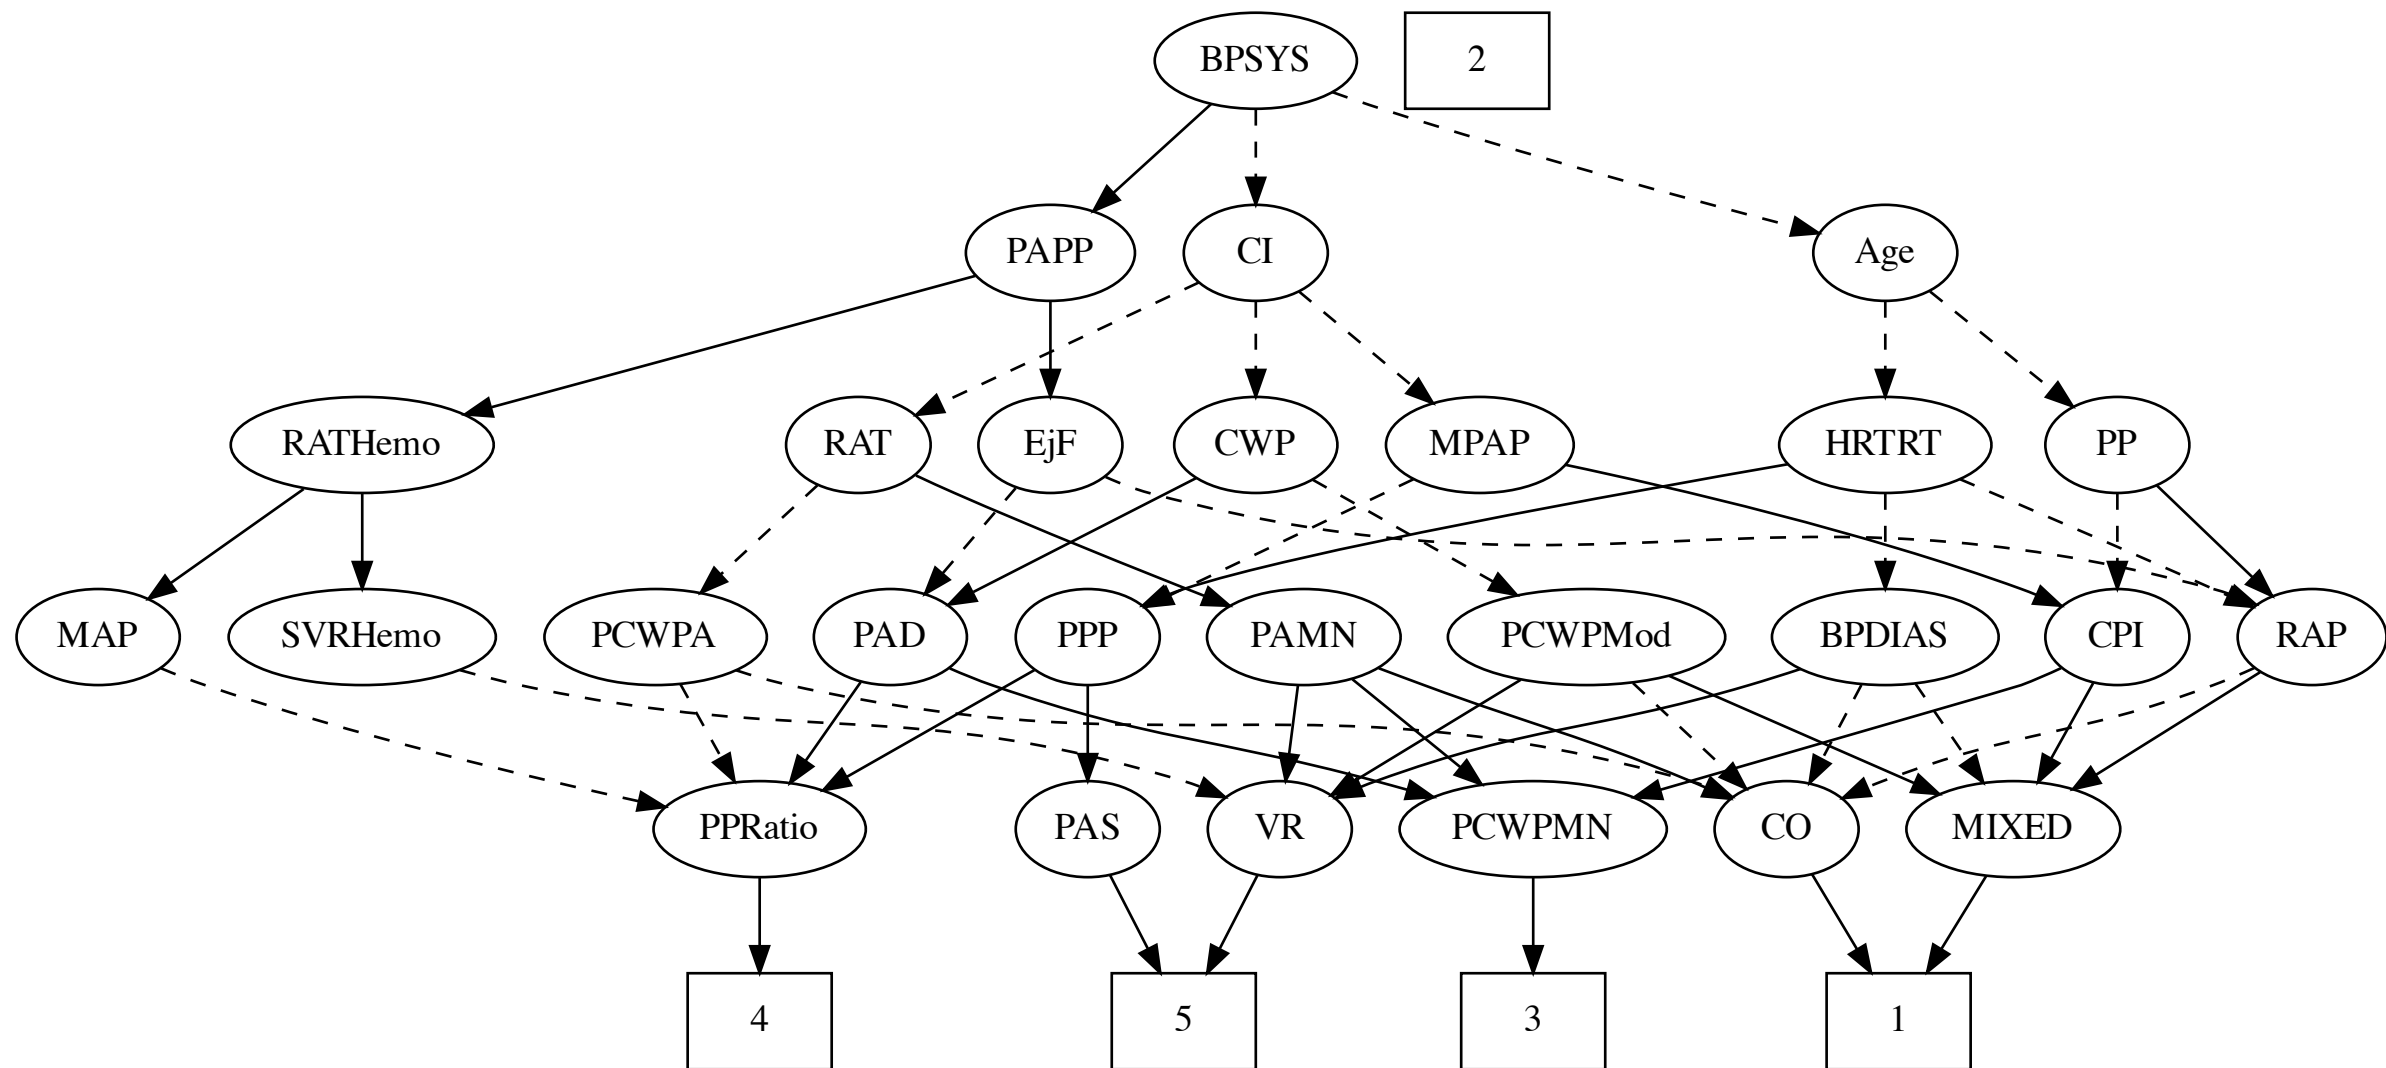 BPSYS
2
PAPP
CI
Age
RATHemo
RAT
EjF
CWP
MPAP
HRTRT
PP
MAP
SVRHemo
PCWPA
PAD
PPP
PAMN
PCWPMod
BPDIAS
CPI
RAP
PPRatio
PAS
VR
PCWPMN
CO
MIXED
4
5
3
1